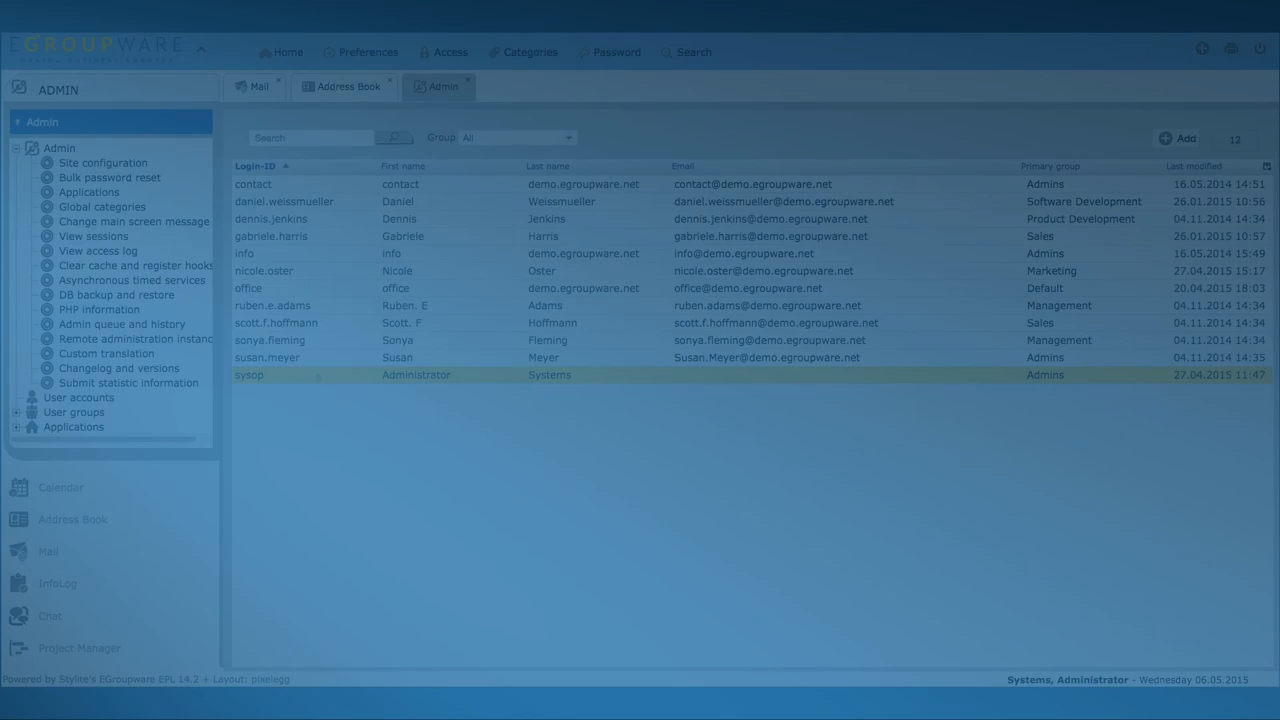 EGROUPWARE
Home Preferences Access Categories Password Search
ADMIN
Mail Address Book Admin
Admin
Search Group All Add 12
Admin
Site configuration
Bulk password reset
Applications
Global categories
Change main screen message
View sessions
View access log
Clear cache and register hooks
Asynchronous timed services
DB backup and restore
PHP information
Admin queue and history
Remote administration instanc
Custom translation
Changelog and versions
Submit statistic information
User accounts
User groups
Applications
Login-ID First name Last name Email Primary group Last modified
contact contact demo.egroupware.net contact@demo.egroupware.net Admins 16.05.2014 14:51
daniel.weissmueller Daniel Weissmueller daniel.weissmueller@demo.egroupware.net Software Development 26.01.2015 10:56
dennis.jenkins Dennis Jenkins dennis.jenkins@demo.egroupware.net Product Development 04.11.2014 14:34
gabriele.harris Gabriele Harris gabriele.harris@demo.egroupware.net Sales 26.01.2015 10:57
info info demo.egroupware.net info@demo.egroupware.net Admins 16.05.2014 15:49
nicole.oster Nicole Oster nicole.oster@demo.egroupware.net Marketing 27.04.2015 15:17
office office demo.egroupware.net office@demo.egroupware.net Default 20.04.2015 18:03
ruben.e.adams Ruben. E Adams ruben.adams@demo.egroupware.net Management 04.11.2014 14:34
scott.f.hoffmann Scott. F Hoffmann scott.f.hoffmann@demo.egroupware.net Sales 04.11.2014 14:34
sonya.fleming Sonya Fleming sonya.fleming@demo.egroupware.net Management 04.11.2014 14:34
susan.meyer Susan Meyer Susan.Meyer@demo.egroupware.net Admins 04.11.2014 14:35
sysop Administrator Systems Admins 27.04.2015 11:47
Calendar
Address Book
Mail
InfoLog
Chat
Project Manager
Powered by Stylite's EGroupware EPL 14.2 + Layout: pixelegg Systems, Administrator - Wednesday 06.05.2015